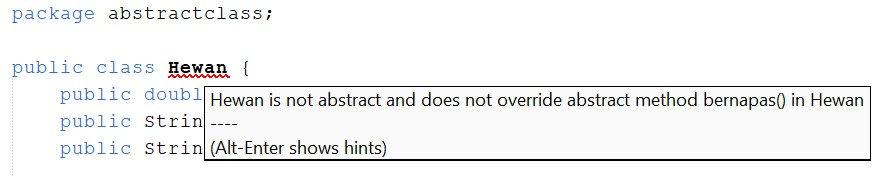 package abstractclass;
public class Hewan {
public doubl
Hewan is not abstract and does not override abstract method bernapas() in Hewan
public Strin
----
public Strin
(Alt-Enter shows hints)